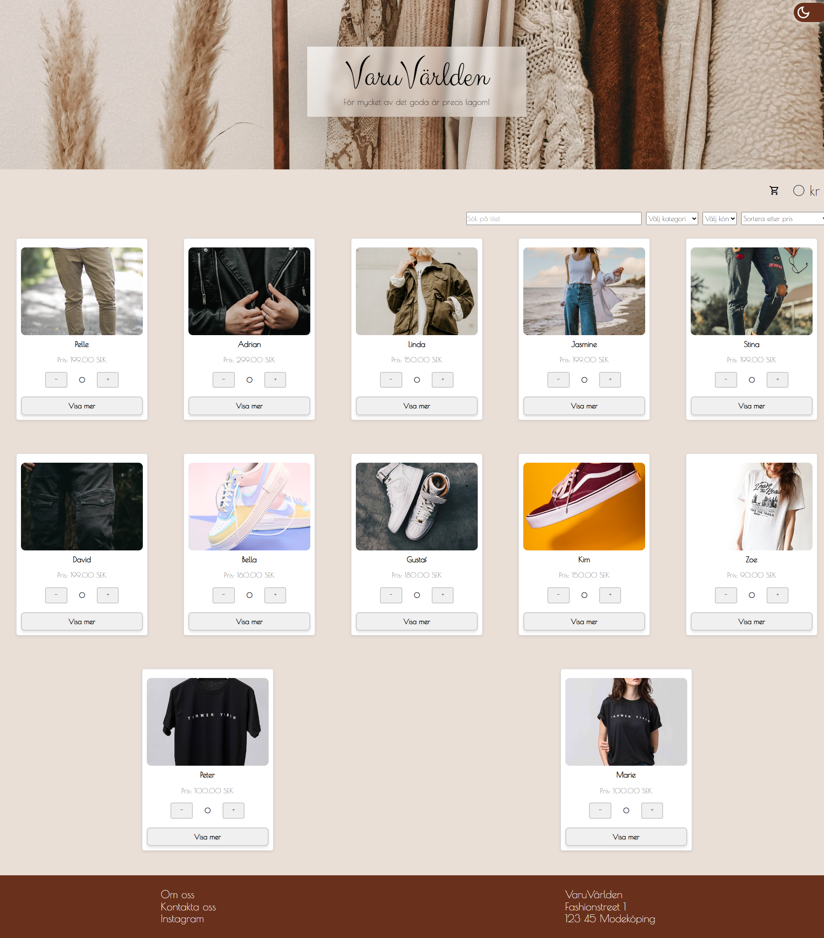 VaruVärlden
För mycket av det goda är precis lagom!
0 kr
Sök på titel
Välj kategori
Välj kön
Sortera efter pris
Pelle
Pris: 199.00 SEK
- 0 +
Visa mer
Adrian
Pris: 299.00 SEK
- 0 +
Visa mer
Linda
Pris: 150.00 SEK
- 0 +
Visa mer
Jasmine
Pris: 199.00 SEK
- 0 +
Visa mer
Stina
Pris: 199.00 SEK
- 0 +
Visa mer
David
Pris: 199.00 SEK
- 0 +
Visa mer
Bella
Pris: 160.00 SEK
- 0 +
Visa mer
Gustaf
Pris: 180.00 SEK
- 0 +
Visa mer
Kim
Pris: 150.00 SEK
- 0 +
Visa mer
Zoe
Pris: 90.00 SEK
- 0 +
Visa mer
Peter
Pris: 100.00 SEK
- 0 +
Visa mer
Marie
Pris: 100.00 SEK
- 0 +
Visa mer
Om oss
Kontakta oss
Instagram
VaruVärlden
Fashionstreet 1
123 45 Modeköping